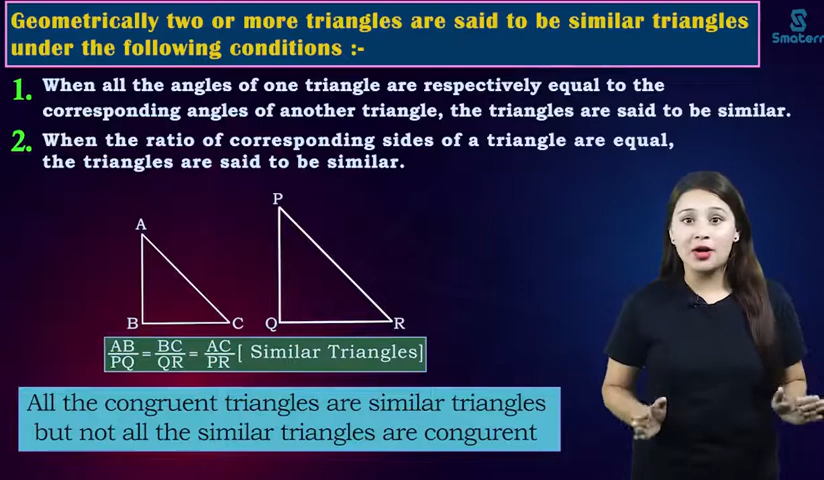 Geometrically two or more triangles are said to be similar triangles
under the following conditions :-
1. When all the angles of one triangle are respectively equal to the
corresponding angles of another triangle, the triangles are said to be similar.
2. When the ratio of corresponding sides of a triangle are equal,
the triangles are said to be similar.
P
A
B
C
Q
R
AB/PQ = BC/QR = AC/PR [ Similar Triangles]
All the congruent triangles are similar triangles
but not all the similar triangles are congurent